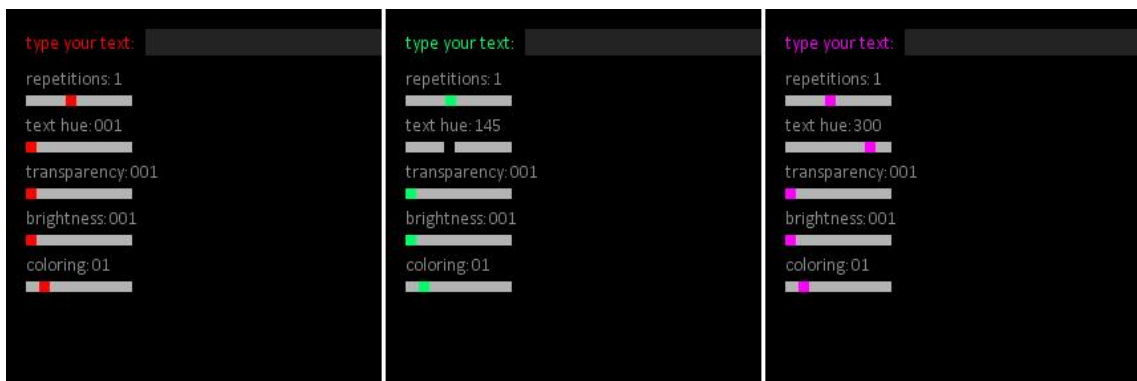 type your text:
repetitions: 1
text hue: 001
transparency: 001
brightness: 001
coloring: 01
type your text:
repetitions: 1
text hue: 145
transparency: 001
brightness: 001
coloring: 01
type your text:
repetitions: 1
text hue: 300
transparency: 001
brightness: 001
coloring: 01